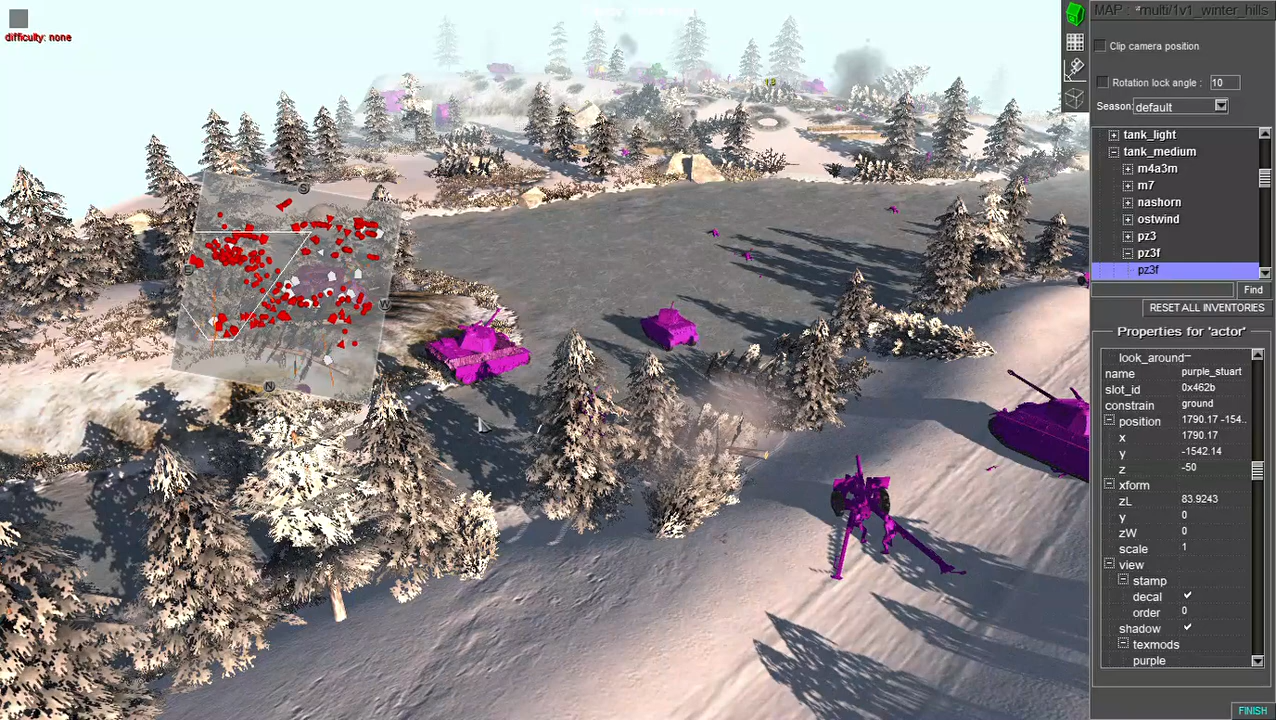 difficulty: none
MAP : "multi/1v1_winter_hills
Clip camera position
Rotation lock angle : 10
Season: default
tank_light
tank_medium
m4a3m
m7
nashorn
ostwind
pz3
pz3f
pz3f
Find
RESET ALL INVENTORIES
Properties for 'actor'
look_around
name purple_stuart
slot_id 0x462b
constrain ground
position 1790.17 -154..
x 1790.17
y -1542.14
z -50
xform
zL 83.9243
y 0
zW 0
scale 1
view
stamp
decal
order 0
shadow
texmods
purple
FINISH
S
W
N